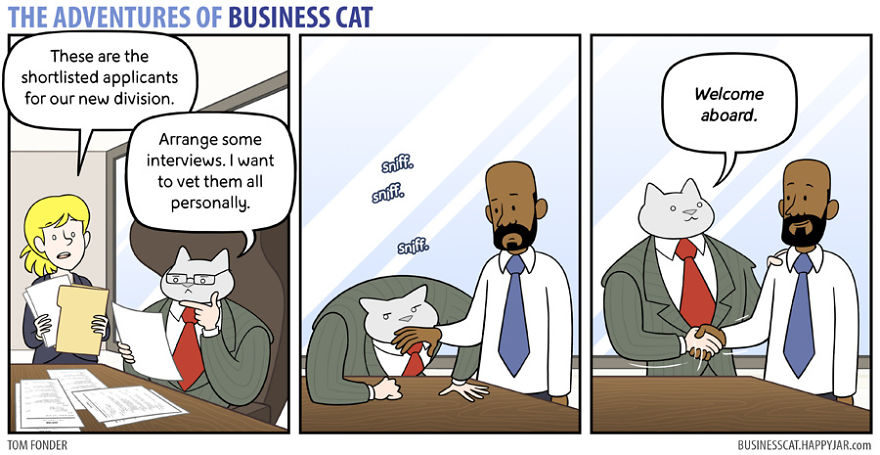 THE ADVENTURES OF BUSINESS CAT
These are the
shortlisted applicants
for our new division.
Arrange some
interviews. I want
to vet them all
personally.
sniff.
sniff.
sniff.
Welcome
aboard.
TOM FONDER
BUSINESSCAT.HAPPYJAR.com